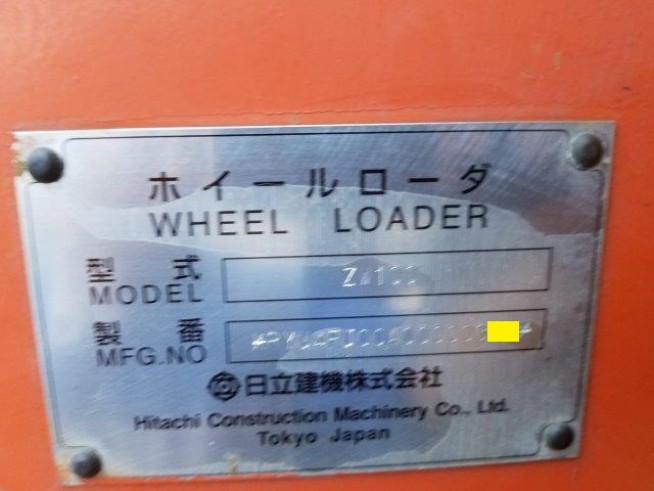 ホイールローダ
WHEEL LOADER
型式
MODEL
製番
MFG.NO
日立建機株式会社
Hitachi Construction Machinery Co., Ltd.
Tokyo Japan